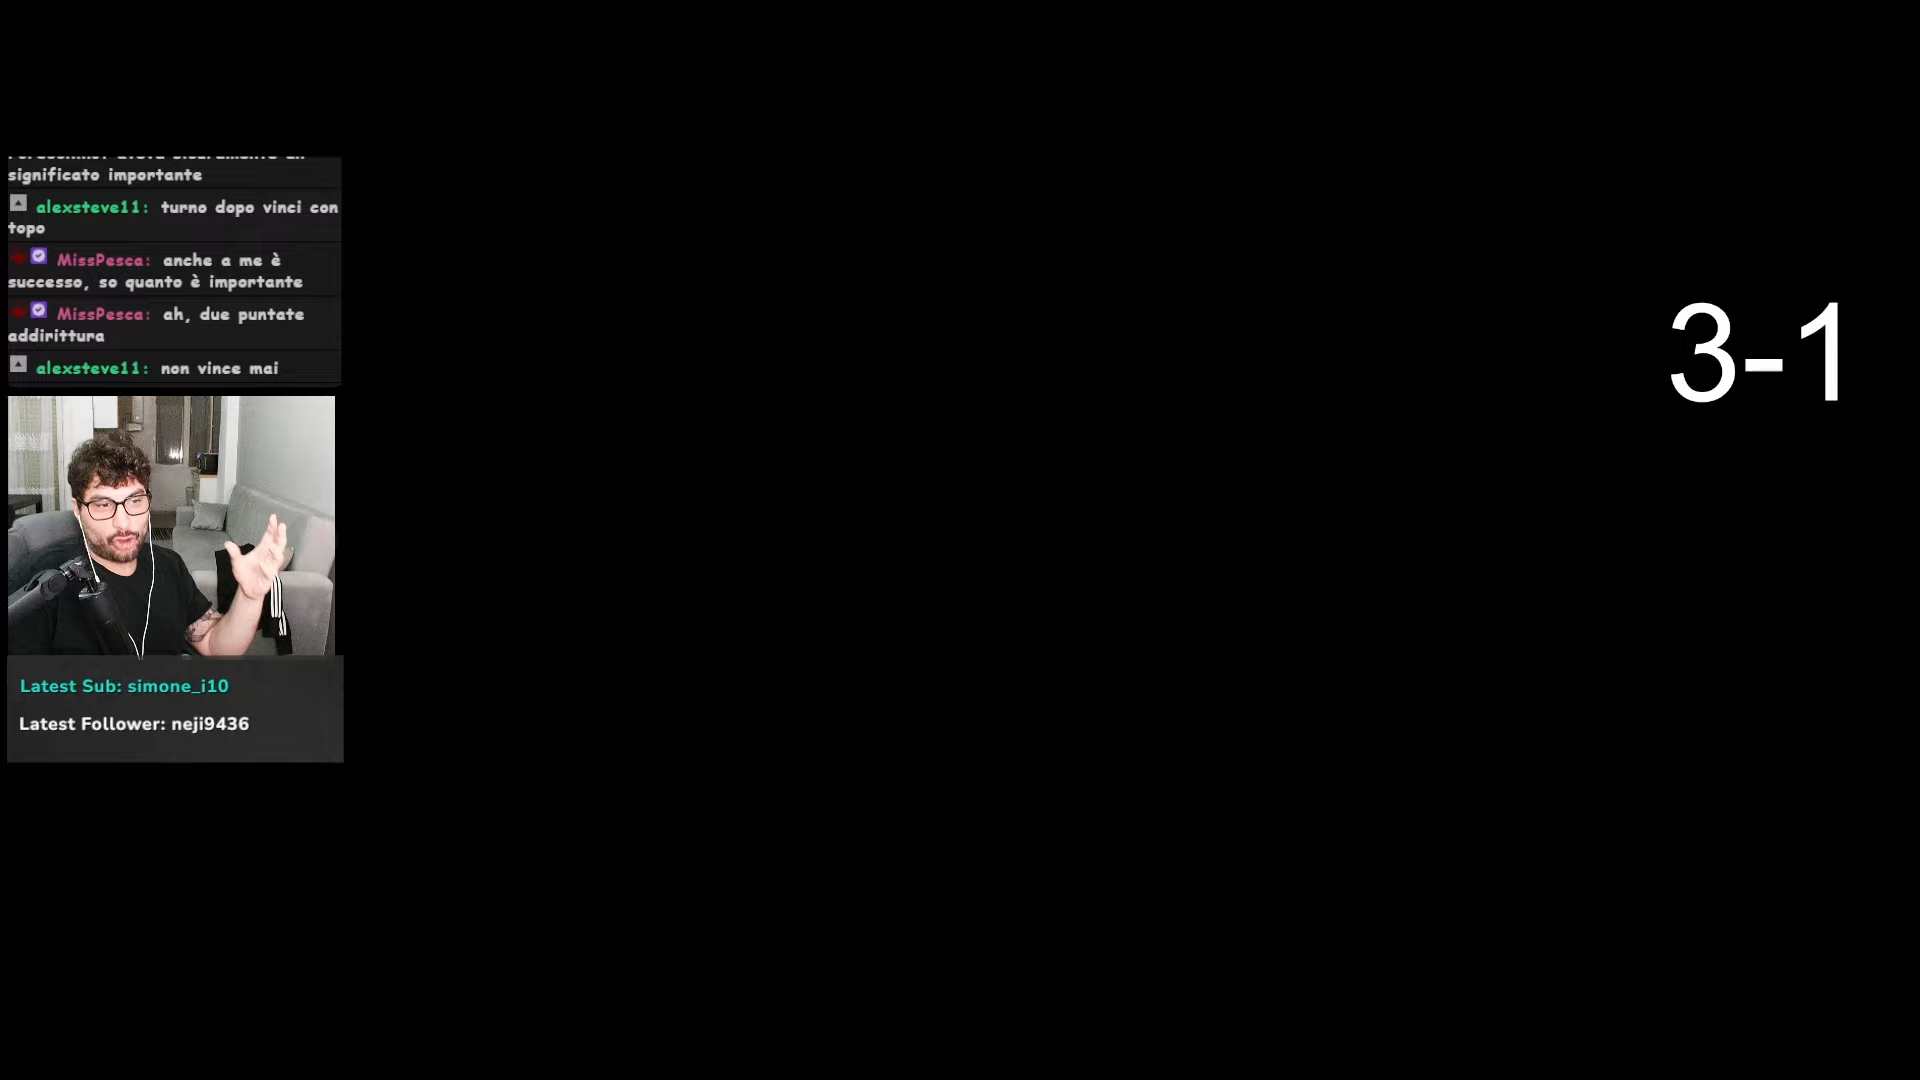 significato importante
alexsteve11: turno dopo vinci con
topo
MissPesca: anche a me è
successo, so quanto è importante
MissPesca: ah, due puntate
addirittura
alexsteve11: non vince mai
3-1
Latest Sub: simone_i10
Latest Follower: neji9436